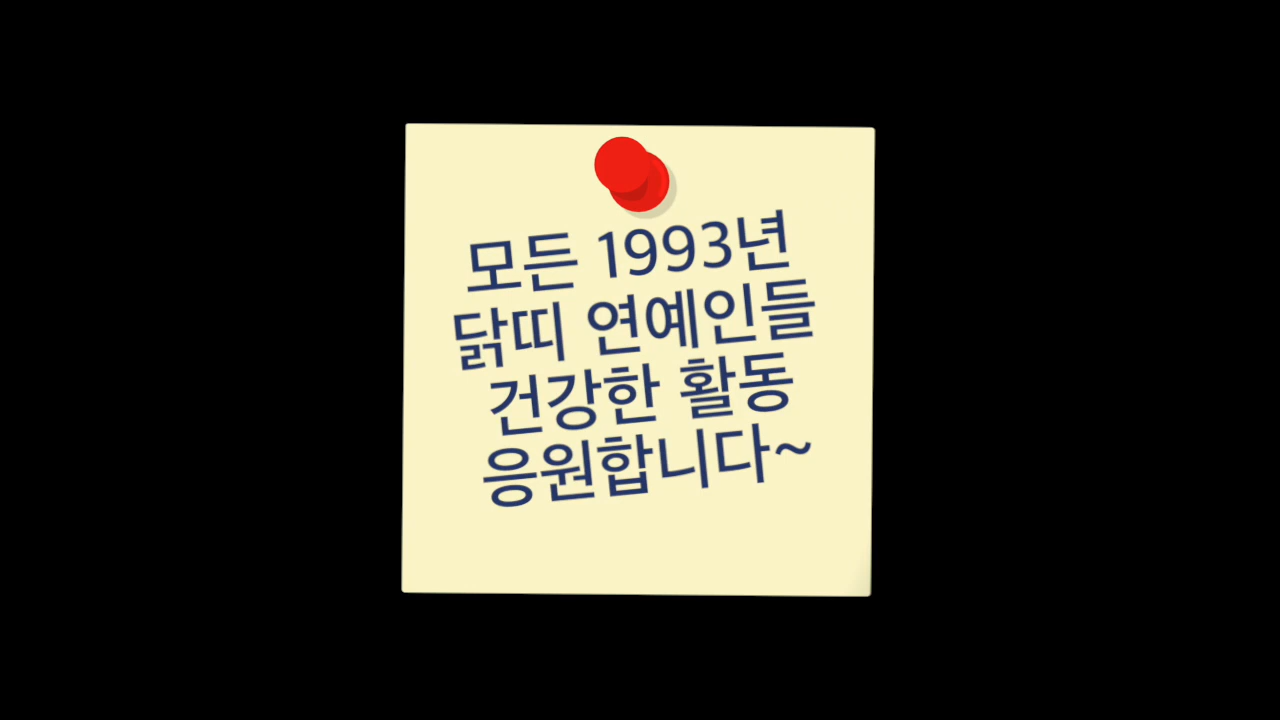 모든 1993년
닭띠 연예인들
건강한 활동
응원합니다~